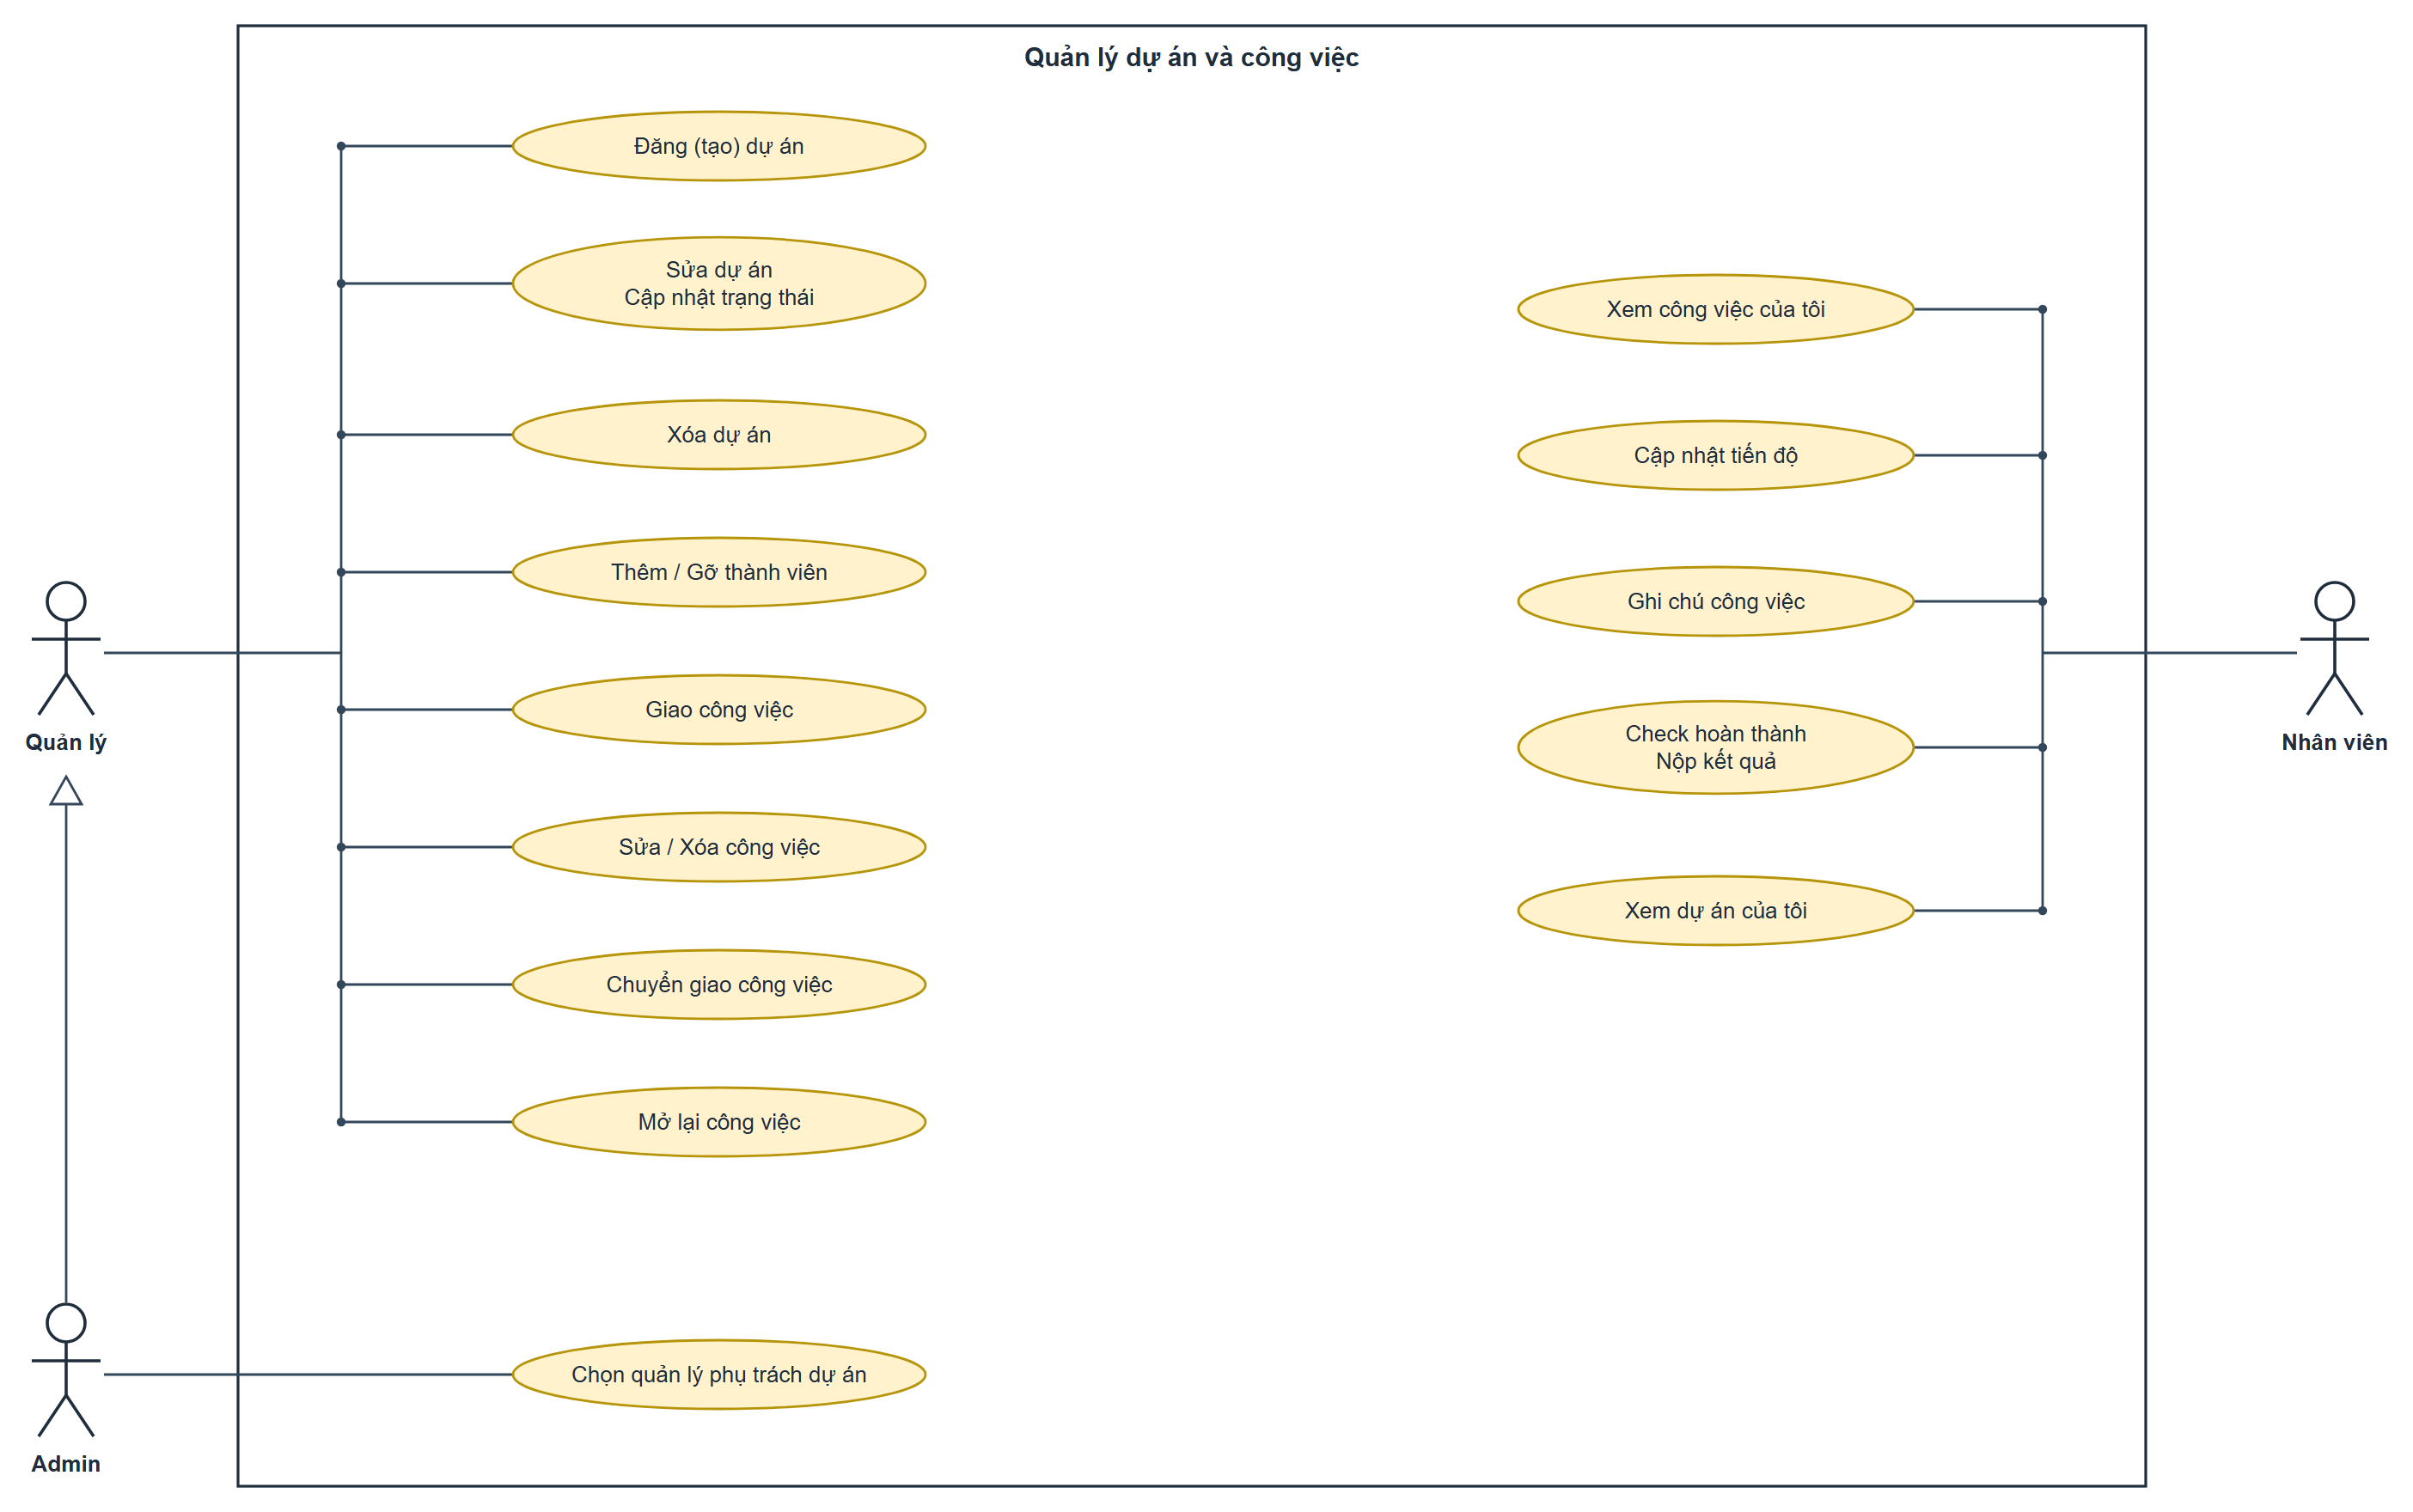 Quản lý dự án và công việc
Đăng (tạo) dự án
Sửa dự án
Cập nhật trạng thái
Xóa dự án
Thêm / Gỡ thành viên
Giao công việc
Sửa / Xóa công việc
Chuyển giao công việc
Mở lại công việc
Chọn quản lý phụ trách dự án
Xem công việc của tôi
Cập nhật tiến độ
Ghi chú công việc
Check hoàn thành
Nộp kết quả
Xem dự án của tôi
Quản lý
Admin
Nhân viên